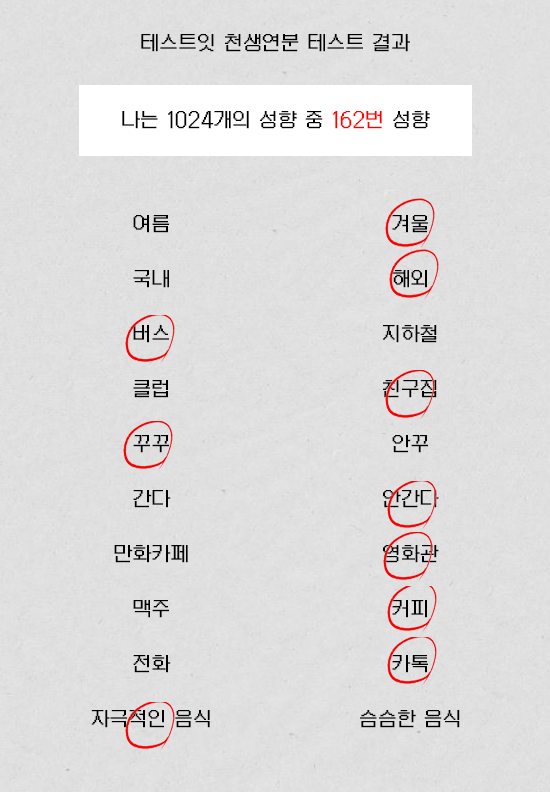 테스트잇 천생연분 테스트 결과
나는 1024개의 성향 중 162번 성향
여름 겨울
국내 해외
버스 지하철
클럽 친구집
꾸꾸 안꾸
간다 안간다
만화카페 영화관
맥주 커피
전화 카톡
자극적인 음식 슴슴한 음식